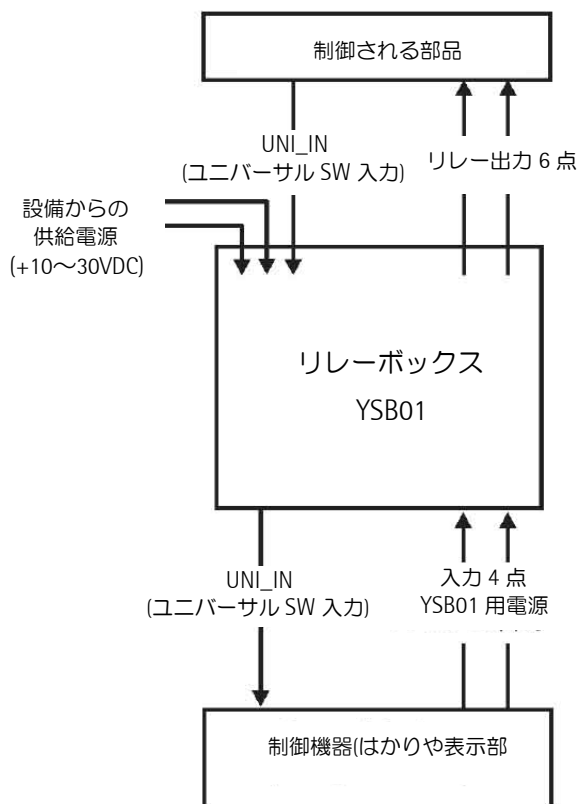 制御される部品
UNI_IN
(ユニバーサル SW 入力)
リレー出力 6 点
設備からの
供給電源
(+10～30VDC)
リレーボックス
YSB01
UNI_IN
(ユニバーサル SW 入力)
入力 4 点
YSB01 用電源
制御機器(はかりや表示部